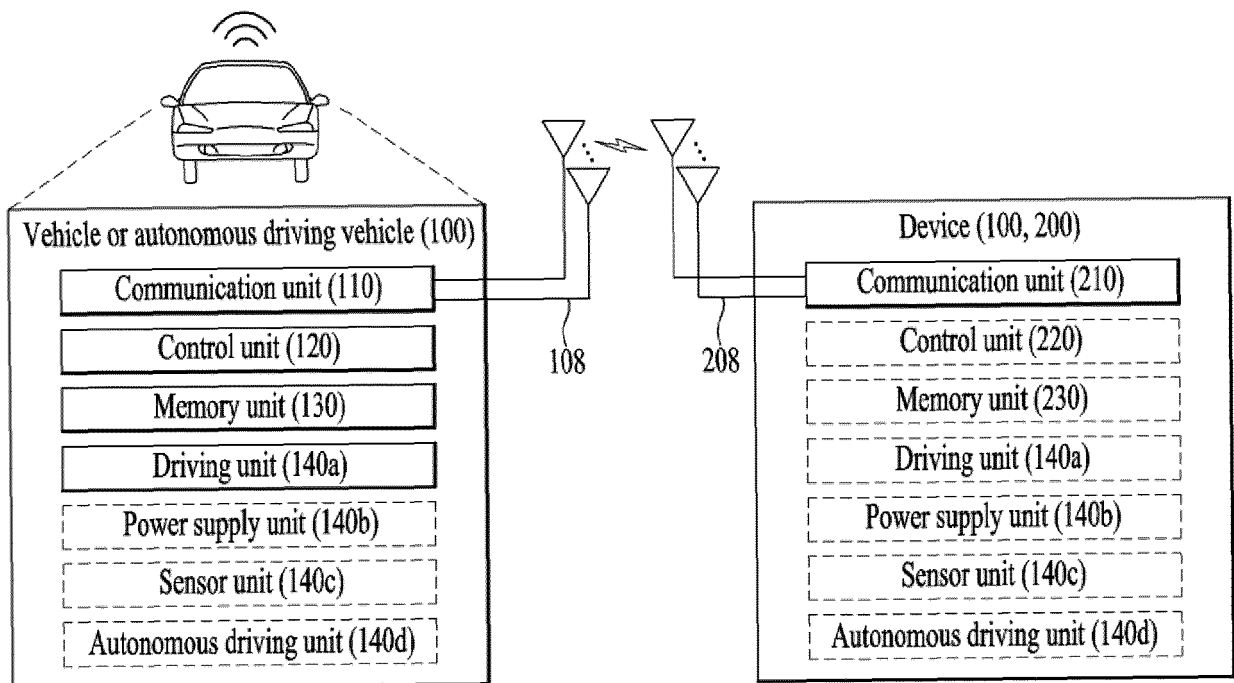 Vehicle or autonomous driving vehicle (100)
Communication unit (110)
Control unit (120)
Memory unit (130)
Driving unit (140a)
Power supply unit (140b)
Sensor unit (140c)
Autonomous driving unit (140d)
108
208
Device (100, 200)
Communication unit (210)
Control unit (220)
Memory unit (230)
Driving unit (140a)
Power supply unit (140b)
Sensor unit (140c)
Autonomous driving unit (140d)